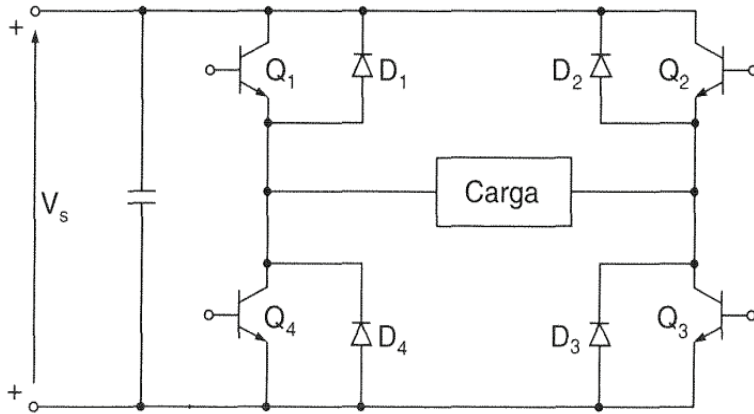 +
Q₁
D₁
D₂
Q₂
Vₛ
Carga
Q₄
D₄
D₃
Q₃
+